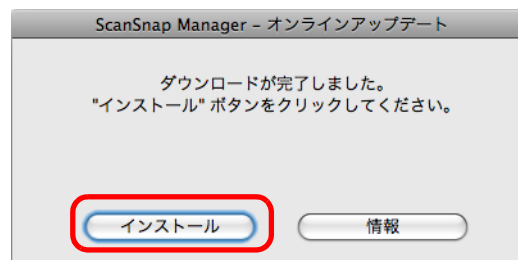 ScanSnap Manager – オンラインアップデート
ダウンロードが完了しました。
"インストール" ボタンをクリックしてください。
インストール
情報